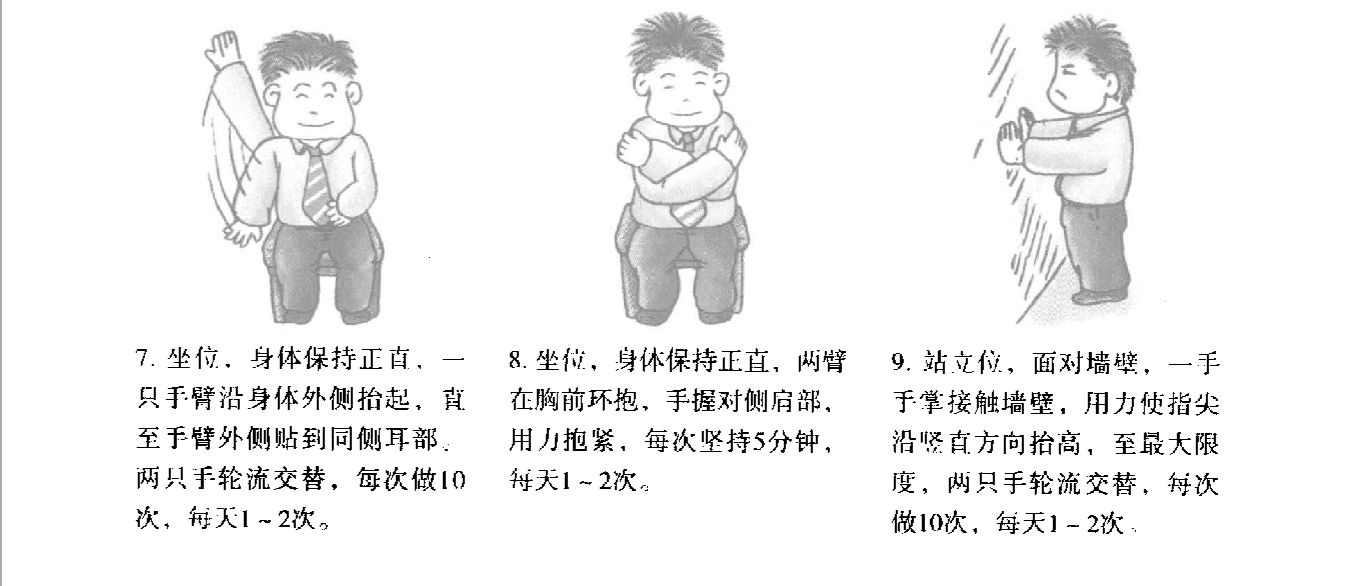 7. 坐位，身体保持正直，一
只手臂沿身体外侧抬起，直
至手臂外侧贴到同侧耳部。
两只手轮流交替，每次做10
次，每天1~2次。
8. 坐位，身体保持正直，两臂
在胸前环抱，手握对侧肩部，
用力抱紧，每次坚持5分钟，
每天1~2次。
9. 站立位，面对墙壁，一手
手掌接触墙壁，用力使指尖
沿竖直方向抬高，至最大限
度，两只手轮流交替，每次
做10次，每天1~2次。